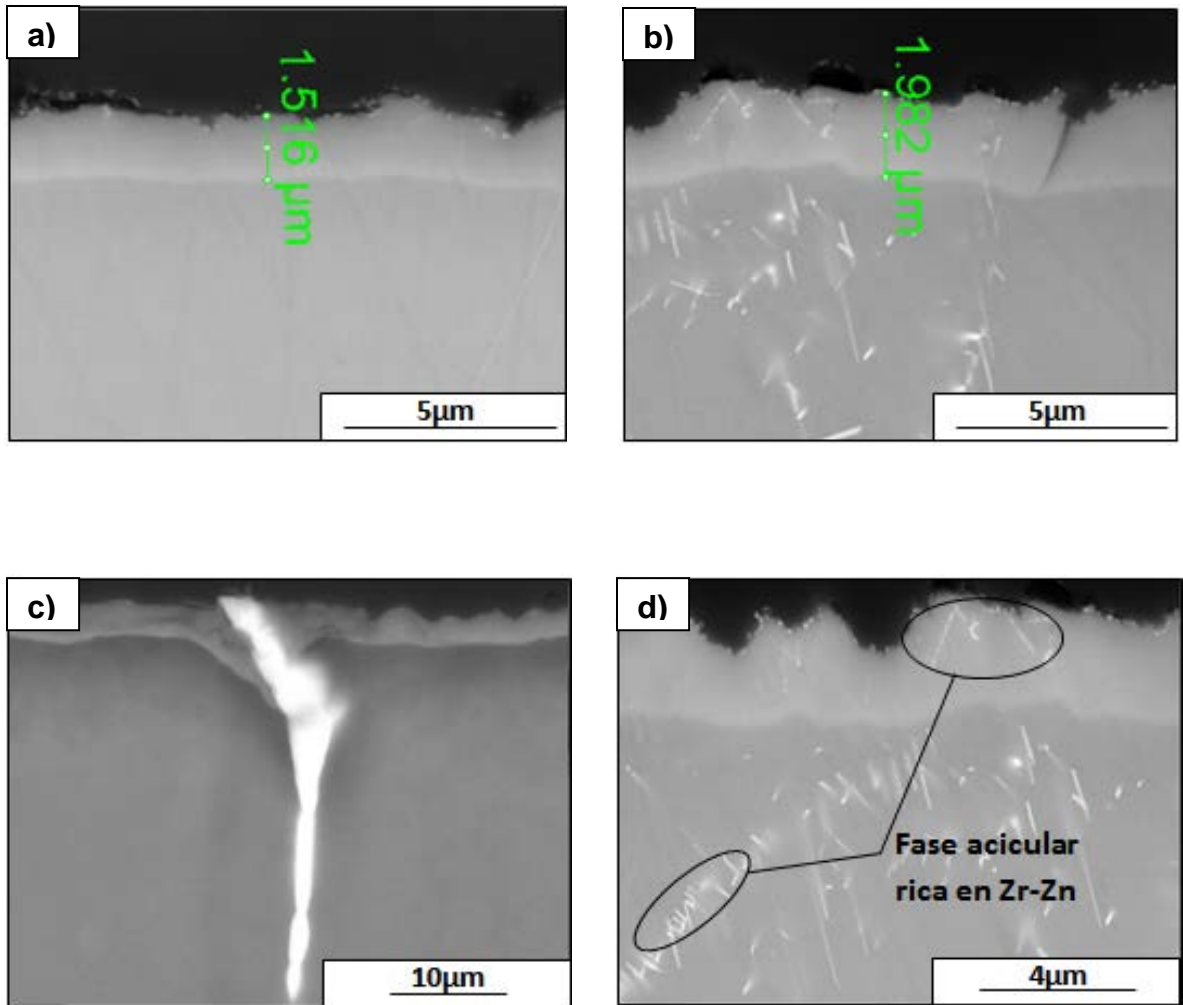 a)
1.516 µm
5µm
b)
1.982 µm
5µm
c)
10µm
d)
Fase acicular
rica en Zr-Zn
4µm